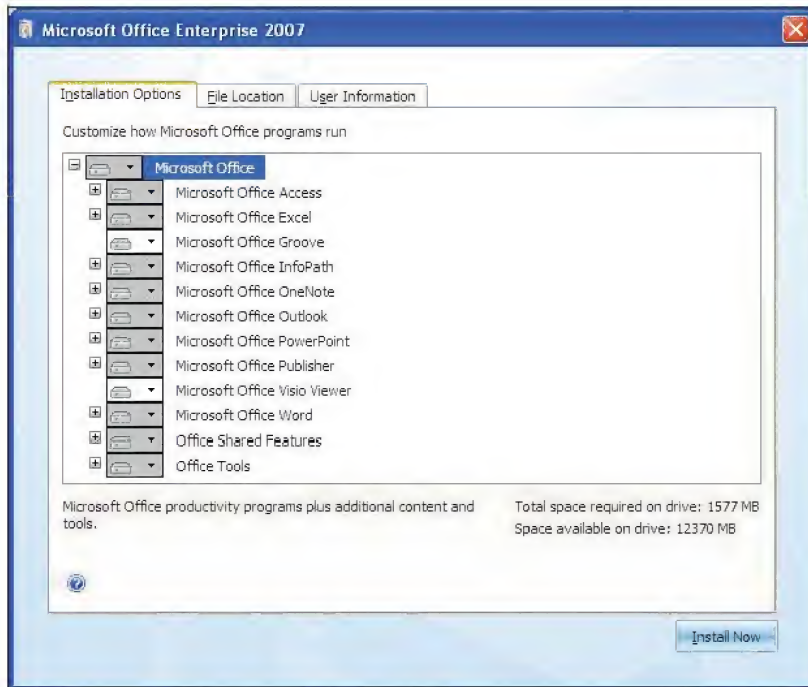 Microsoft Office Enterprise 2007
Installation Options
File Location
User Information
Customize how Microsoft Office programs run
Microsoft Office
Microsoft Office Access
Microsoft Office Excel
Microsoft Office Groove
Microsoft Office InfoPath
Microsoft Office OneNote
Microsoft Office Outlook
Microsoft Office PowerPoint
Microsoft Office Publisher
Microsoft Office Visio Viewer
Microsoft Office Word
Office Shared Features
Office Tools
Microsoft Office productivity programs plus additional content and
tools.
Total space required on drive: 1577 MB
Space available on drive: 12370 MB
Install Now